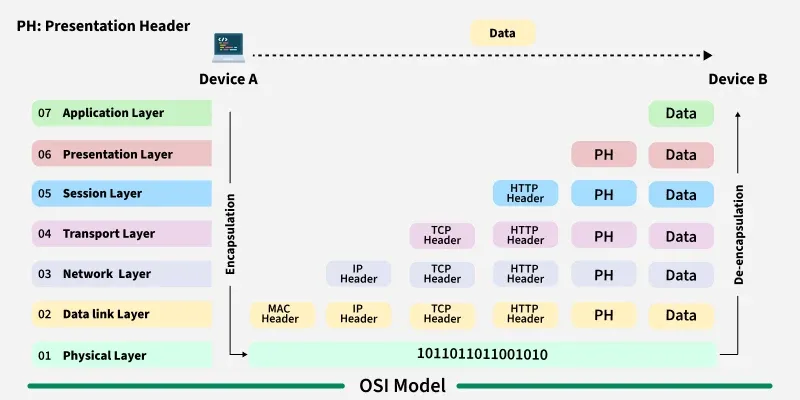 PH: Presentation Header
Data
Device A
Device B
07 Application Layer
Data
06 Presentation Layer
PH
Data
05 Session Layer
HTTP
Header
PH
Data
04 Transport Layer
TCP
Header
HTTP
Header
PH
Data
03 Network Layer
IP
Header
TCP
Header
HTTP
Header
PH
Data
02 Data link Layer
MAC
Header
IP
Header
TCP
Header
HTTP
Header
PH
Data
01 Physical Layer
1011011011001010
Encapsulation
De-encapsulation
OSI Model